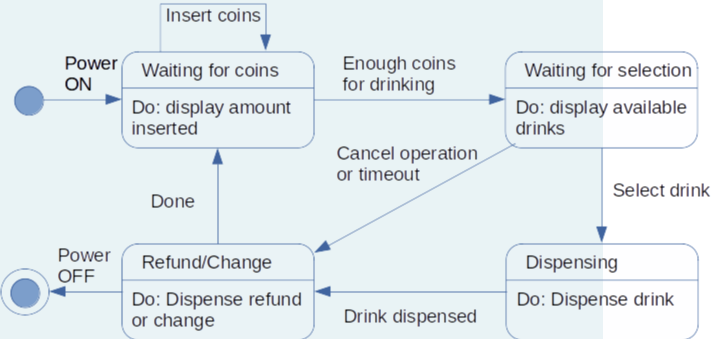 Insert coins
Power
ON
Waiting for coins
Do: display amount
inserted
Enough coins
for drinking
Waiting for selection
Do: display available
drinks
Cancel operation
or timeout
Select drink
Done
Power
OFF
Refund/Change
Do: Dispense refund
or change
Drink dispensed
Dispensing
Do: Dispense drink